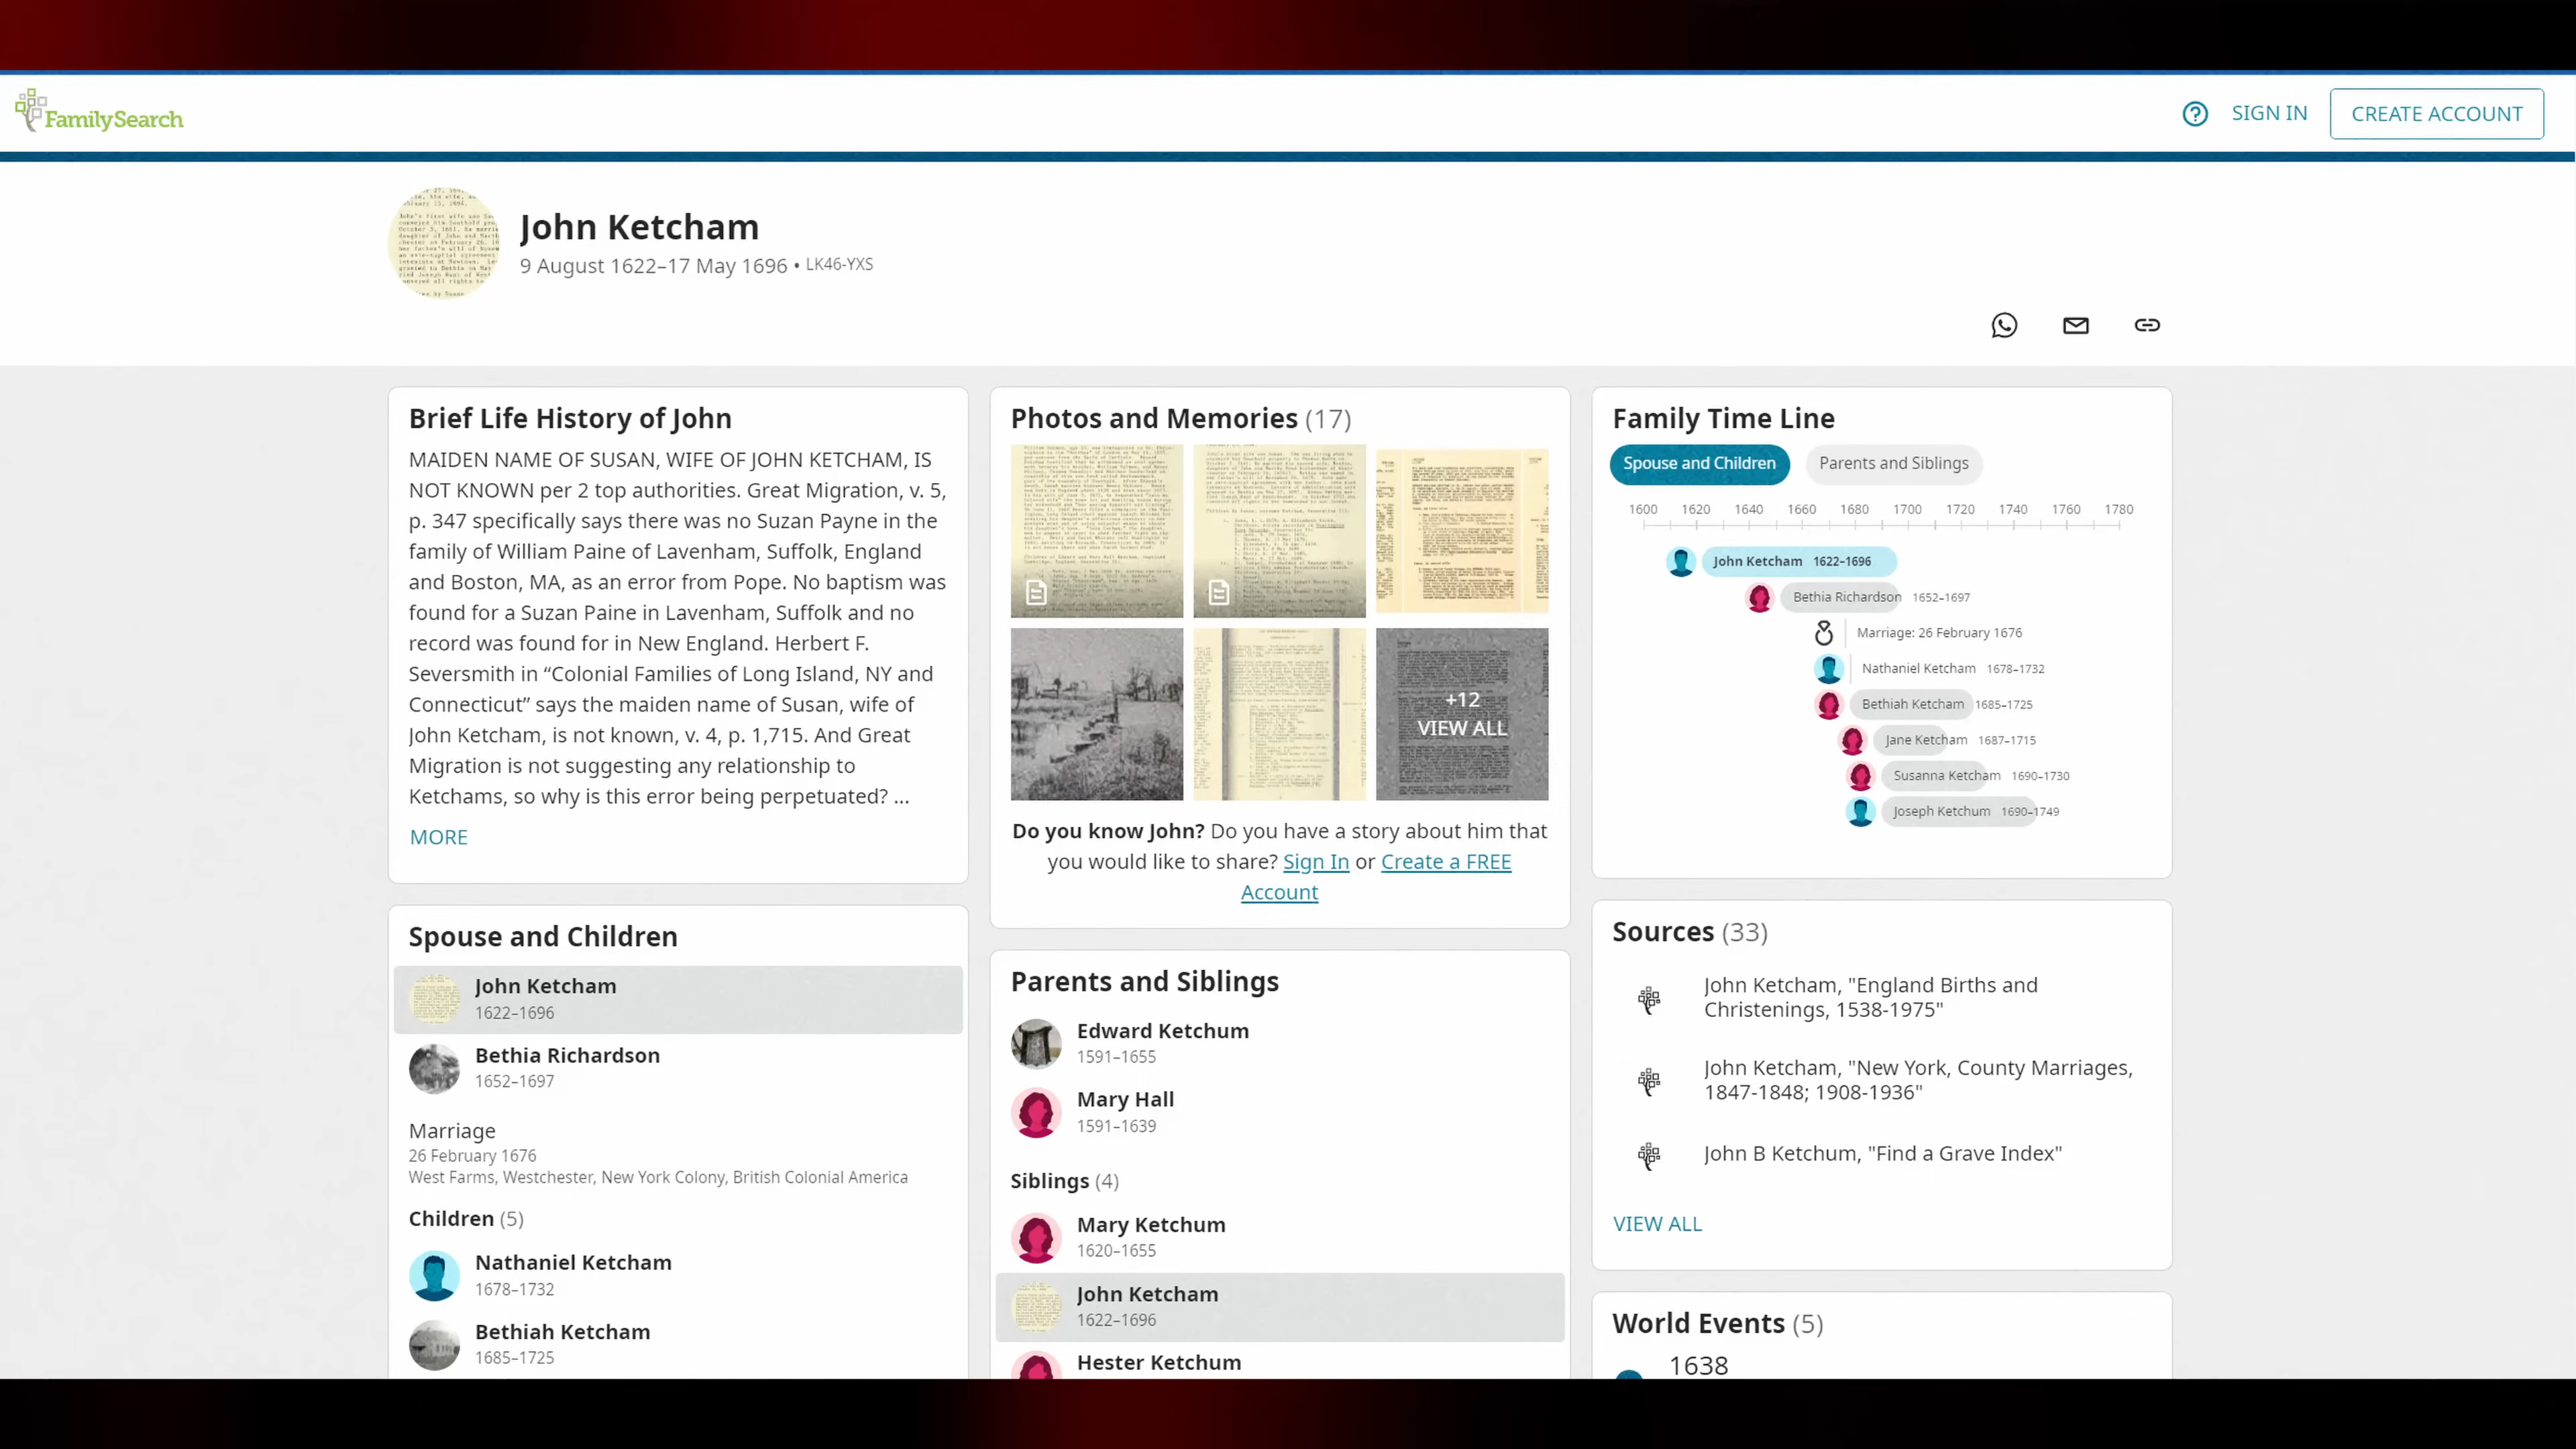 FamilySearch
SIGN IN
CREATE ACCOUNT
John Ketcham
9 August 1622–17 May 1696 • LK46-YXS
Brief Life History of John
MAIDEN NAME OF SUSAN, WIFE OF JOHN KETCHAM, IS
NOT KNOWN per 2 top authorities. Great Migration, v. 5,
p. 347 specifically says there was no Suzan Payne in the
family of William Paine of Lavenham, Suffolk, England
and Boston, MA, as an error from Pope. No baptism was
found for a Suzan Paine in Lavenham, Suffolk and no
record was found for in New England. Herbert F.
Seversmith in “Colonial Families of Long Island, NY and
Connecticut” says the maiden name of Susan, wife of
John Ketcham, is not known, v. 4, p. 1,715. And Great
Migration is not suggesting any relationship to
Ketchams, so why is this error being perpetuated? ...
MORE
Spouse and Children
John Ketcham
1622–1696
Bethia Richardson
1652–1697
Marriage
26 February 1676
West Farms, Westchester, New York Colony, British Colonial America
Children (5)
Nathaniel Ketcham
1678–1732
Bethiah Ketcham
1685–1725
Photos and Memories (17)
+12
VIEW ALL
Do you know John? Do you have a story about him that
you would like to share? Sign In or Create a FREE
Account
Parents and Siblings
Edward Ketchum
1591–1655
Mary Hall
1591–1639
Siblings (4)
Mary Ketchum
1620–1655
John Ketcham
1622–1696
Hester Ketchum
Family Time Line
Spouse and Children
Parents and Siblings
1600 1620 1640 1660 1680 1700 1720 1740 1760 1780
John Ketcham 1622–1696
Bethia Richardson 1652–1697
Marriage: 26 February 1676
Nathaniel Ketcham 1678–1732
Bethiah Ketcham 1685–1725
Jane Ketcham 1687–1715
Susanna Ketcham 1690–1730
Joseph Ketchum 1690–1749
Sources (33)
John Ketcham, "England Births and
Christenings, 1538-1975"
John Ketcham, "New York, County Marriages,
1847-1848; 1908-1936"
John B Ketchum, "Find a Grave Index"
VIEW ALL
World Events (5)
1638